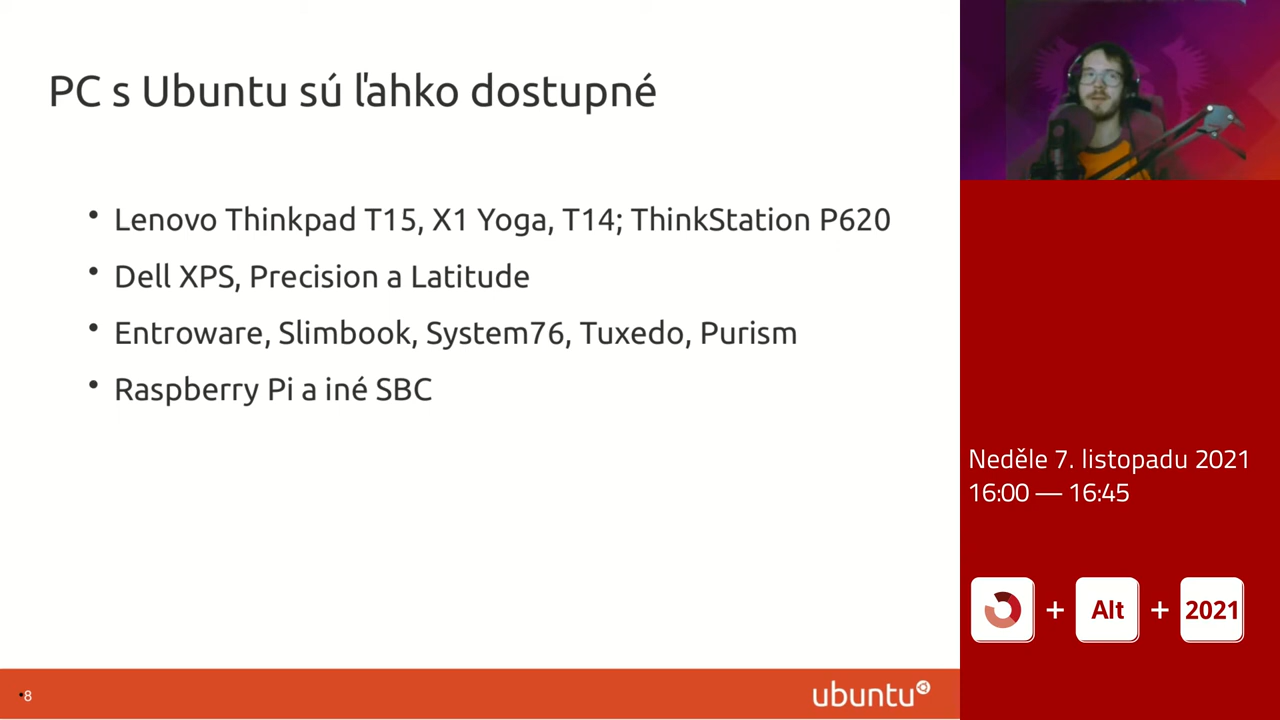 PC s Ubuntu sú ľahko dostupné
• Lenovo Thinkpad T15, X1 Yoga, T14; ThinkStation P620
• Dell XPS, Precision a Latitude
• Entroware, Slimbook, System76, Tuxedo, Purism
• Raspberry Pi a iné SBC
Neděle 7. listopadu 2021
16:00 — 16:45
+ Alt + 2021
•8
ubuntu